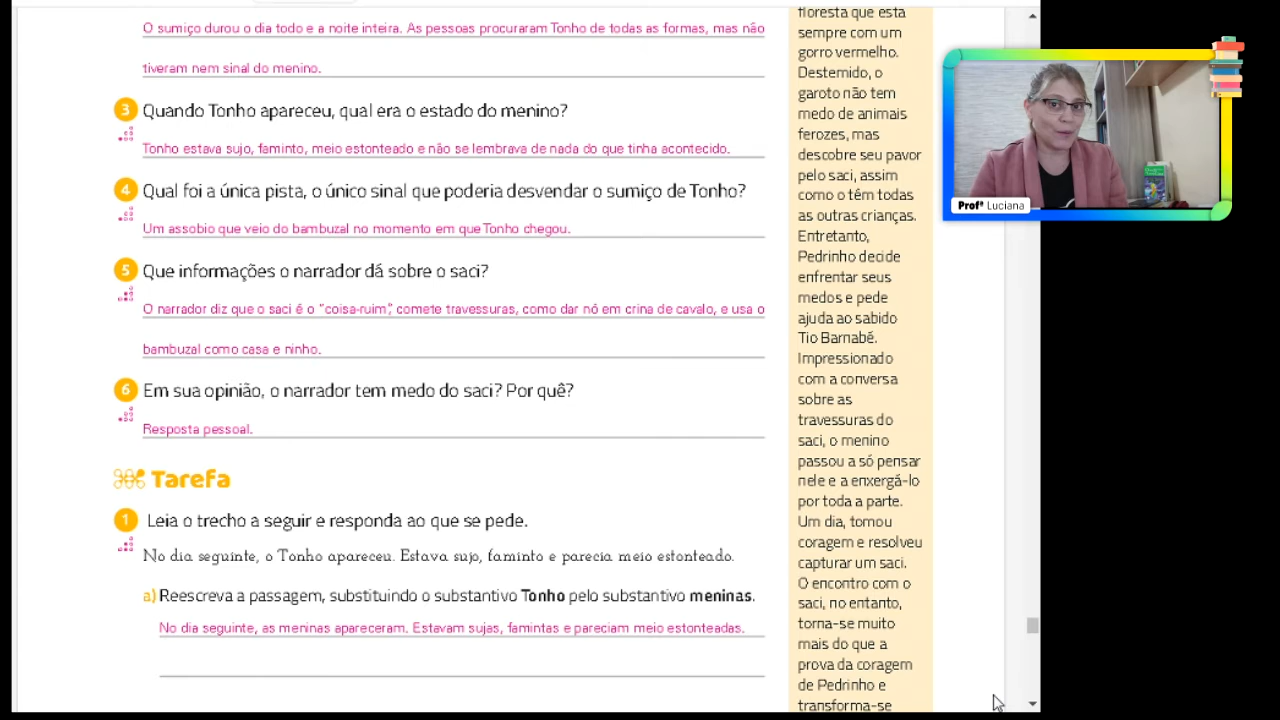 O sumiço durou o dia todo e a noite inteira. As pessoas procuraram Tonho de todas as formas, mas não
tiveram nem sinal do menino.
3 Quando Tonho apareceu, qual era o estado do menino?
Tonho estava sujo, faminto, meio estonteado e não se lembrava de nada do que tinha acontecido.
4 Qual foi a única pista, o único sinal que poderia desvendar o sumiço de Tonho?
Um assobio que veio do bambuzal no momento em que Tonho chegou.
5 Que informações o narrador dá sobre o saci?
O narrador diz que o saci é o “coisa-ruim”, comete travessuras, como dar nó em crina de cavalo, e usa o
bambuzal como casa e ninho.
6 Em sua opinião, o narrador tem medo do saci? Por quê?
Resposta pessoal.
Tarefa
1 Leia o trecho a seguir e responda ao que se pede.
No dia seguinte, o Tonho apareceu. Estava sujo, faminto e parecia meio estonteado.
a) Reescreva a passagem, substituindo o substantivo Tonho pelo substantivo meninas.
No dia seguinte, as meninas apareceram. Estavam sujas, famintas e pareciam meio estonteadas.
floresta que está
sempre com um
gorro vermelho.
Destemido, o
garoto não tem
medo de animais
ferozes, mas
descobre seu pavor
pelo saci, assim
como o têm todas
as outras crianças.
Entretanto,
Pedrinho decide
enfrentar seus
medos e pede
ajuda ao sabido
Tio Barnabé.
Impressionado
com a conversa
sobre as
travessuras do
saci, o menino
passou a só pensar
nele e a enxergá-lo
por toda a parte.
Um dia, tomou
coragem e resolveu
capturar um saci.
O encontro com o
saci, no entanto,
torna-se muito
mais do que a
prova da coragem
de Pedrinho e
transforma-se
Profª Luciana